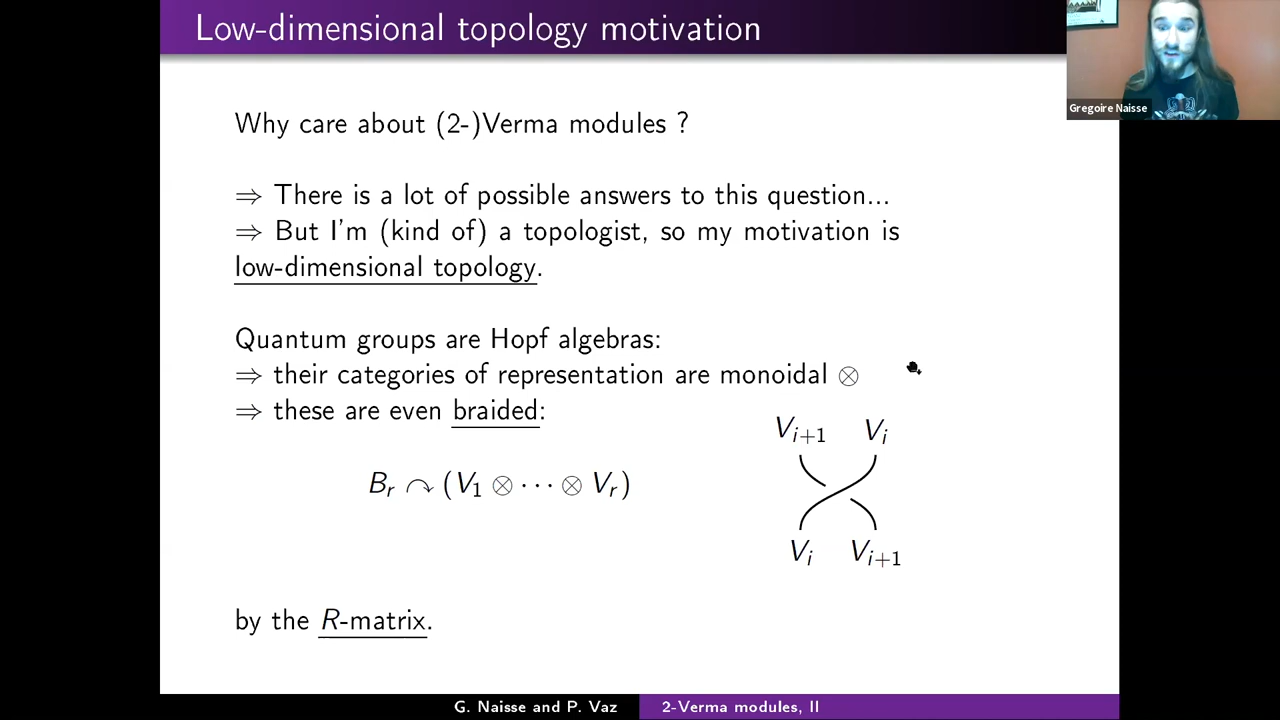 Low-dimensional topology motivation
Gregoire Naisse
Why care about (2-)Verma modules ?
⇒ There is a lot of possible answers to this question...
⇒ But I'm (kind of) a topologist, so my motivation is
low-dimensional topology.
Quantum groups are Hopf algebras:
⇒ their categories of representation are monoidal ⊗
⇒ these are even braided:
V_{i+1} V_i
B_r ↷ (V_1 ⊗ ⋯ ⊗ V_r)
V_i V_{i+1}
by the R-matrix.
G. Naisse and P. Vaz 2-Verma modules, II